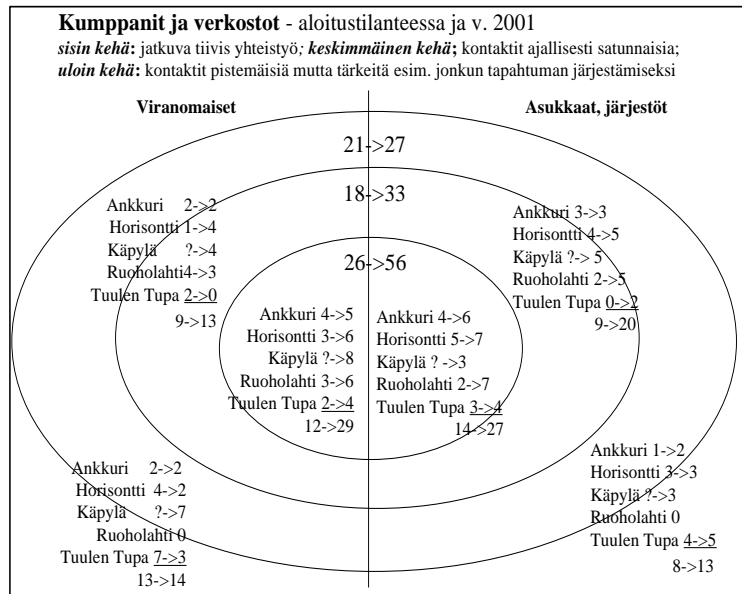 Kumppanit ja verkostot - aloitustilanteessa ja v. 2001
sisin kehä: jatkuva tiivis yhteistyö; keskimmäinen kehä; kontaktit ajallisesti satunnaisia;
uloin kehä: kontaktit pistemäisiä mutta tärkeitä esim. jonkun tapahtuman järjestämiseksi
Viranomaiset
Asukkaat, järjestöt
21->27
18->33
26->56
Ankkuri 2->2
Horisontti 1->4
Käpylä ?->4
Ruoholahti4->3
Tuulen Tupa 2->0
9->13
Ankkuri 3->3
Horisontti 4->5
Käpylä ?-> 5
Ruoholahti 2->5
Tuulen Tupa 0->2
9->20
Ankkuri 4->5
Horisontti 3->6
Käpylä ?->8
Ruoholahti 3->6
Tuulen Tupa 2->4
12->29
Ankkuri 4->6
Horisontti 5->7
Käpylä ? ->3
Ruoholahti 2->7
Tuulen Tupa 3->4
14->27
Ankkuri 2->2
Horisontti 4->2
Käpylä ?->7
Ruoholahti 0
Tuulen Tupa 7->3
13->14
Ankkuri 1->2
Horisontti 3->3
Käpylä ?->3
Ruoholahti 0
Tuulen Tupa 4->5
8->13